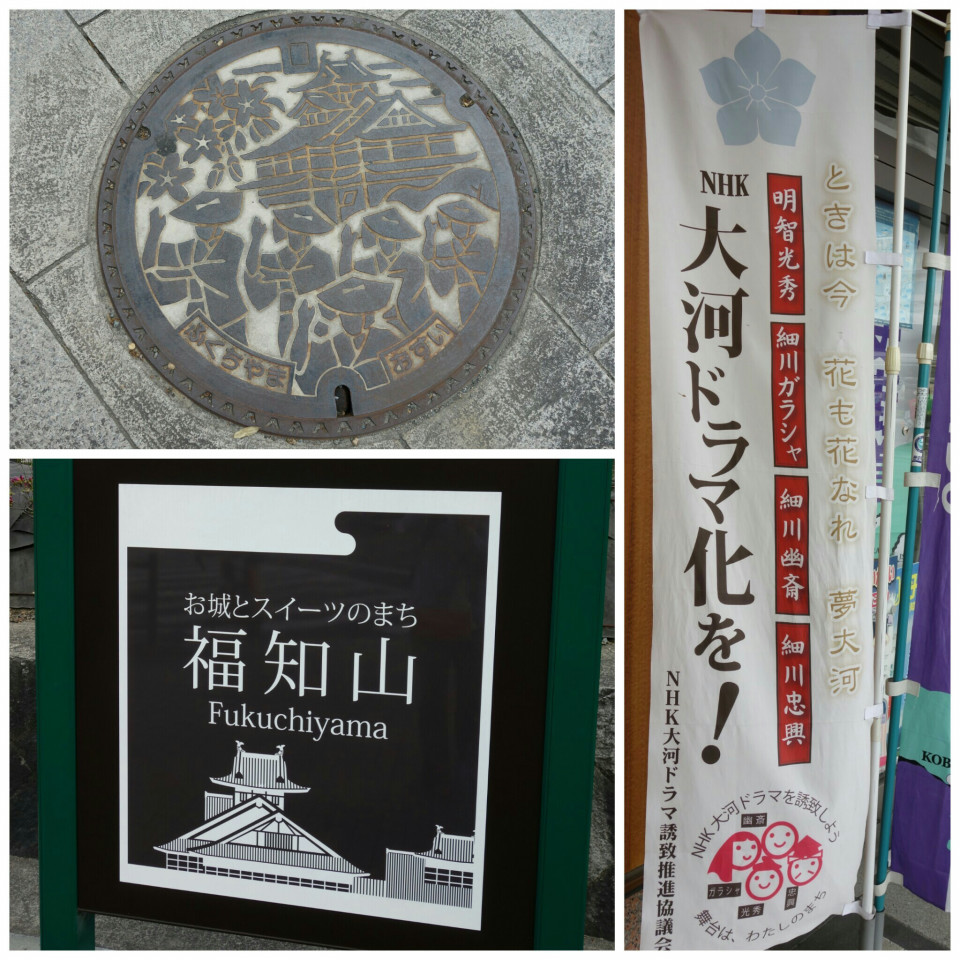 ふくちやま
おすい
お城とスイーツのまち
福知山
Fukuchiyama
ときは今 花も花なれ 夢大河
明智光秀
細川ガラシャ
細川幽斎
細川忠興
NHK
大河ドラマ化を!
NHK大河ドラマ誘致推進協議会
NHK大河ドラマを誘致しよう
幽斎
ガラシャ
忠興
光秀
舞台は、わたしのまち
KOB